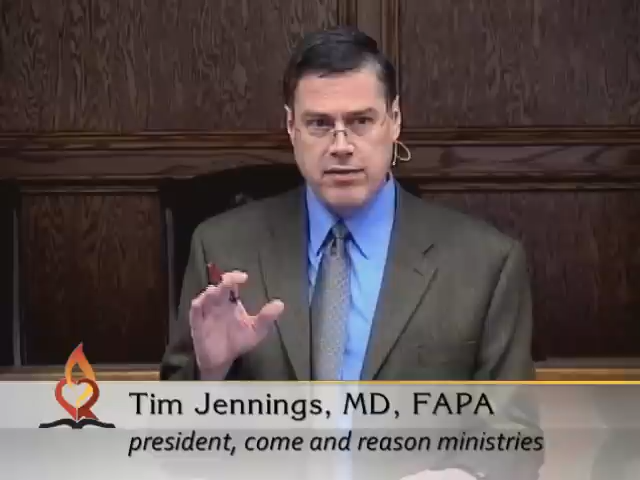 Tim Jennings, MD, FAPA
president, come and reason ministries